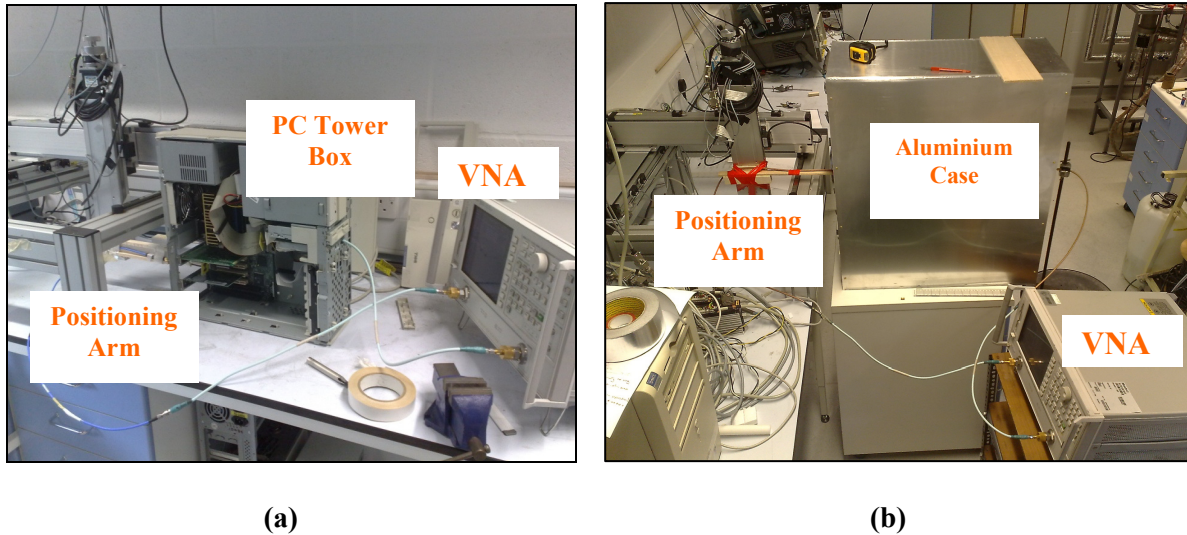 PC Tower
Box
VNA
Positioning
Arm
Aluminium
Case
Positioning
Arm
VNA
(a)
(b)